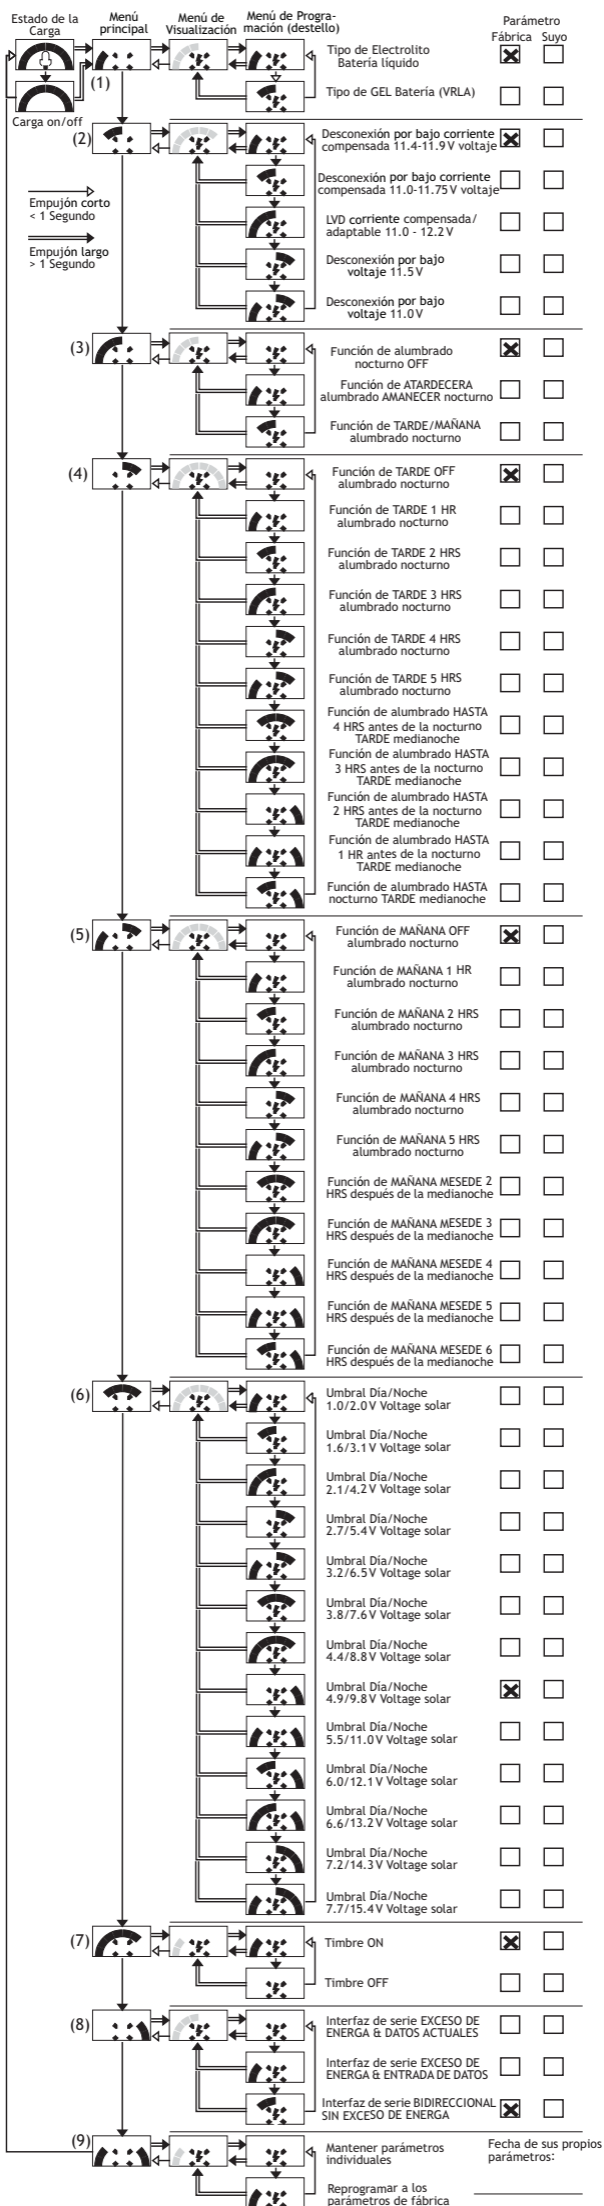 Estado de la
Carga
Menú
principal
Menú de
Visualización
Menú de Progra-
mación (destello)
Parámetro
Fábrica Suyo
Tipo de Electrolito
Batería líquido
(1)
Tipo de GEL Batería (VRLA)
Carga on/off
(2)
Desconexión por bajo corriente
compensada 11.4-11.9V voltaje
Desconexión por bajo corriente
compensada 11.0-11.75V voltaje
Empujón corto
< 1 Segundo
LVD corriente compensada/
adaptable 11.0 - 12.2V
Empujón largo
> 1 Segundo
Desconexión por bajo
voltaje 11.5V
Desconexión por bajo
voltaje 11.0V
(3)
Función de alumbrado
nocturno OFF
Función de ATARDECERA
alumbrado AMANECER nocturno
Función de TARDE/MAÑANA
alumbrado nocturno
(4)
Función de TARDE OFF
alumbrado nocturno
Función de TARDE 1 HR
alumbrado nocturno
Función de TARDE 2 HRS
alumbrado nocturno
Función de TARDE 3 HRS
alumbrado nocturno
Función de TARDE 4 HRS
alumbrado nocturno
Función de TARDE 5 HRS
alumbrado nocturno
Función de alumbrado HASTA
4 HRS antes de la nocturno
TARDE medianoche
Función de alumbrado HASTA
3 HRS antes de la nocturno
TARDE medianoche
Función de alumbrado HASTA
2 HRS antes de la nocturno
TARDE medianoche
Función de alumbrado HASTA
1 HR antes de la nocturno
TARDE medianoche
Función de alumbrado HASTA
nocturno TARDE medianoche
(5)
Función de MAÑANA OFF
alumbrado nocturno
Función de MAÑANA 1 HR
alumbrado nocturno
Función de MAÑANA 2 HRS
alumbrado nocturno
Función de MAÑANA 3 HRS
alumbrado nocturno
Función de MAÑANA 4 HRS
alumbrado nocturno
Función de MAÑANA 5 HRS
alumbrado nocturno
Función de MAÑANA MESEDE 2
HRS después de la medianoche
Función de MAÑANA MESEDE 3
HRS después de la medianoche
Función de MAÑANA MESEDE 4
HRS después de la medianoche
Función de MAÑANA MESEDE 5
HRS después de la medianoche
Función de MAÑANA MESEDE 6
HRS después de la medianoche
(6)
Umbral Día/Noche
1.0/2.0V Voltage solar
Umbral Día/Noche
1.6/3.1V Voltage solar
Umbral Día/Noche
2.1/4.2V Voltage solar
Umbral Día/Noche
2.7/5.4V Voltage solar
Umbral Día/Noche
3.2/6.5V Voltage solar
Umbral Día/Noche
3.8/7.6V Voltage solar
Umbral Día/Noche
4.4/8.8V Voltage solar
Umbral Día/Noche
4.9/9.8V Voltage solar
Umbral Día/Noche
5.5/11.0V Voltage solar
Umbral Día/Noche
6.0/12.1V Voltage solar
Umbral Día/Noche
6.6/13.2V Voltage solar
Umbral Día/Noche
7.2/14.3V Voltage solar
Umbral Día/Noche
7.7/15.4V Voltage solar
(7)
Timbre ON
Timbre OFF
(8)
Interfaz de serie EXCESO DE
ENERGA & DATOS ACTUALES
Interfaz de serie EXCESO DE
ENERGA & ENTRADA DE DATOS
Interfaz de serie BIDIRECCIONAL
SIN EXCESO DE ENERGA
(9)
Mantener parámetros
individuales
Fecha de sus propios
parámetros:
Reprogramar a los
parámetros de fábrica